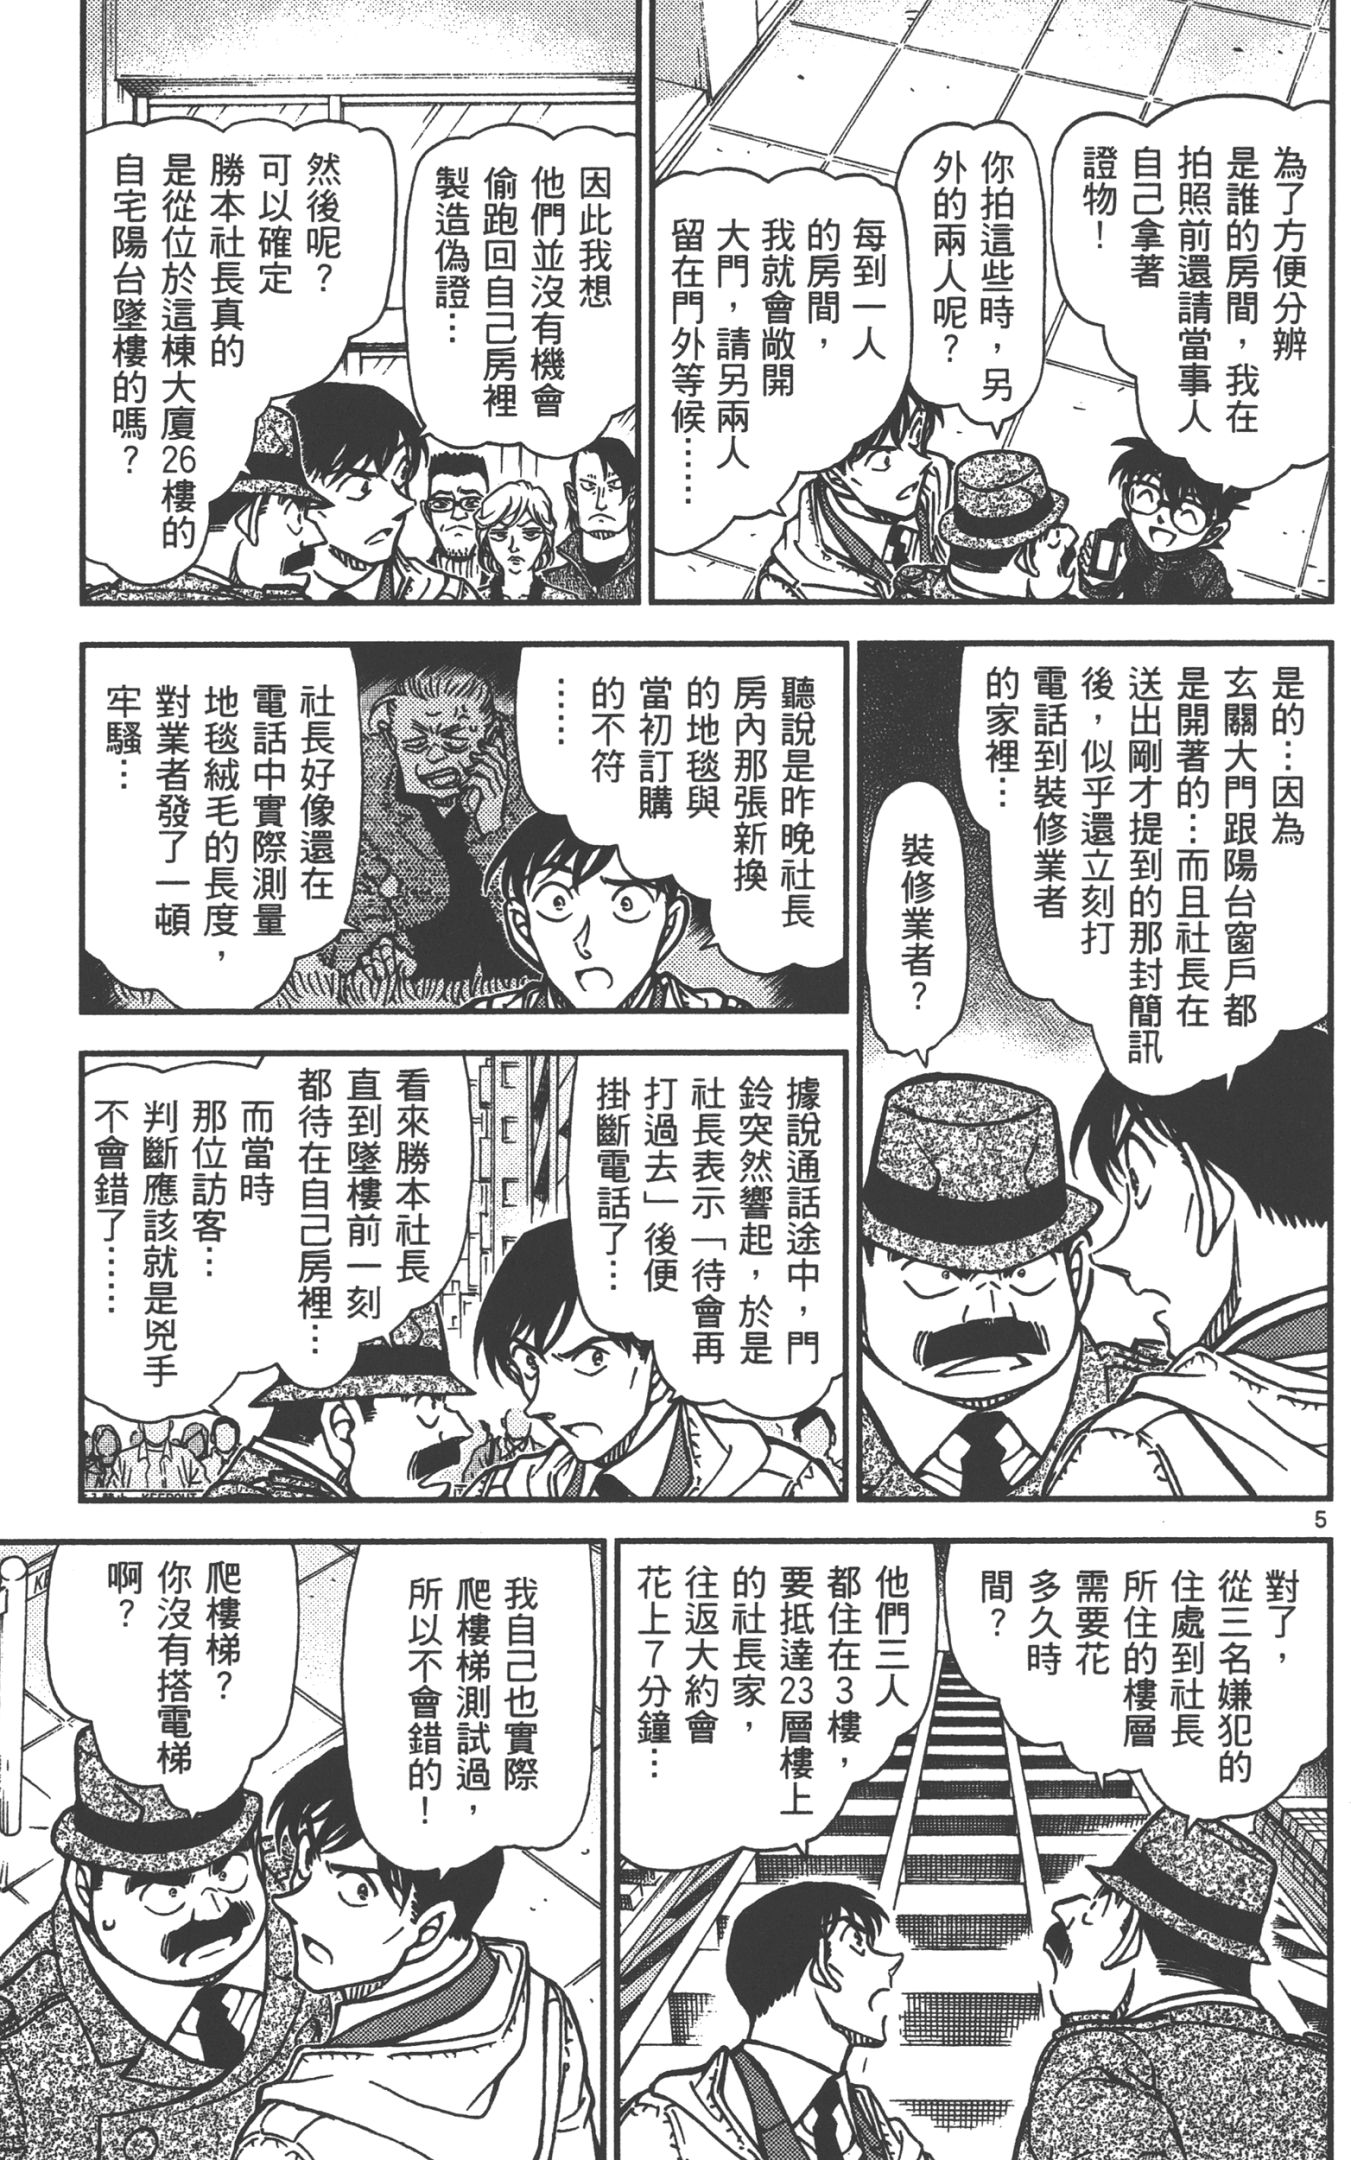 為了方便分辨
是誰的房間，我在
拍照前還請當事人
自己拿著
證物！
你拍這些時，另
外的兩人呢？
每到一人
的房間，
我就會敞開
大門，請另兩人
留在門外等候……
因此我想
他們並沒有機會
偷跑回自己房裡
製造偽證…
然後呢？
可以確定
勝本社長真的
是從位於這棟大廈26樓的
自宅陽台墜樓的嗎？
是的…因為
玄關大門跟陽台窗戶都
是開著的…而且社長在
送出剛才提到的那封簡訊
後，似乎還立刻打
電話到裝修業者
的家裡…
裝修業者？
聽說是昨晚社長
房內那張新換
的地毯與
當初訂購
的不符
……
社長好像還在
電話中實際測量
地毯絨毛的長度，
對業者發了一頓
牢騷…
據說通話途中，門
鈴突然響起，於是
社長表示「待會再
打過去」後便
掛斷電話了…
看來勝本社長
直到墜樓前一刻
都待在自己房裡…
而當時
那位訪客…
判斷應該就是兇手
不會錯了……
KEEPOUT
5
對了，
從三名嫌犯的
住處到社長
所住的樓層
需要花
多久時
間？
他們三人
都住在3樓，
要抵達23層樓上
的社長家，
往返大約會
花上7分鐘…
我自己也實際
爬樓梯測試過，
所以不會錯的！
爬樓梯？
你沒有搭電梯
啊？